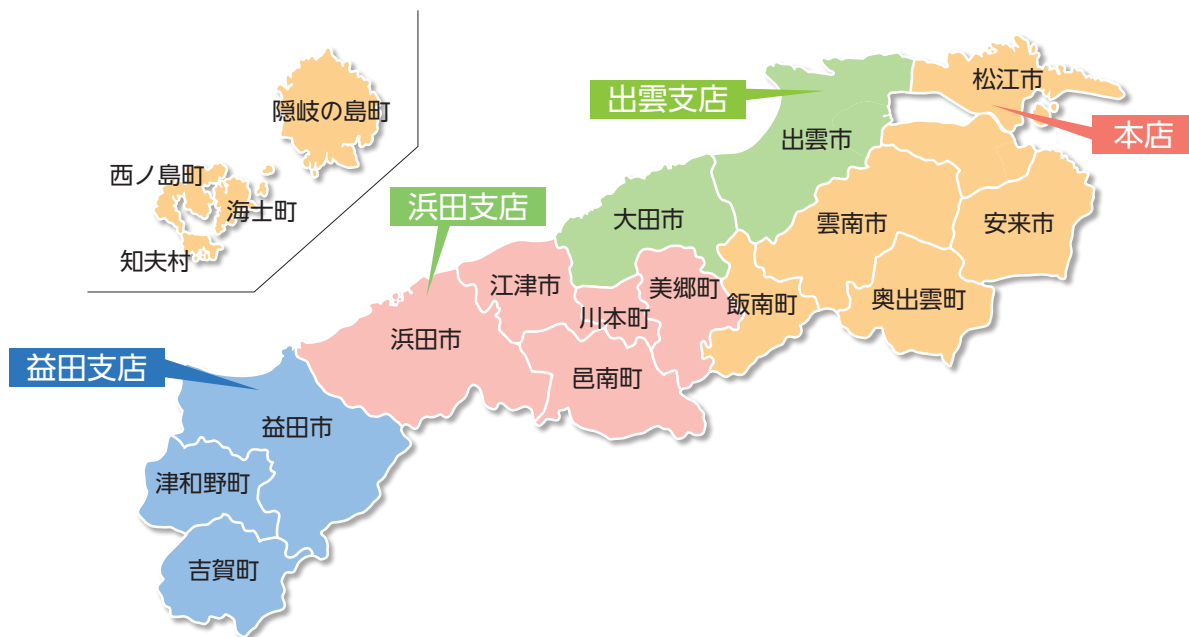 隠岐の島町
西ノ島町
海士町
知夫村
松江市
本店
出雲支店
出雲市
大田市
雲南市
安来市
奥出雲町
飯南町
浜田支店
江津市
川本町
美郷町
浜田市
邑南町
益田支店
益田市
津和野町
吉賀町